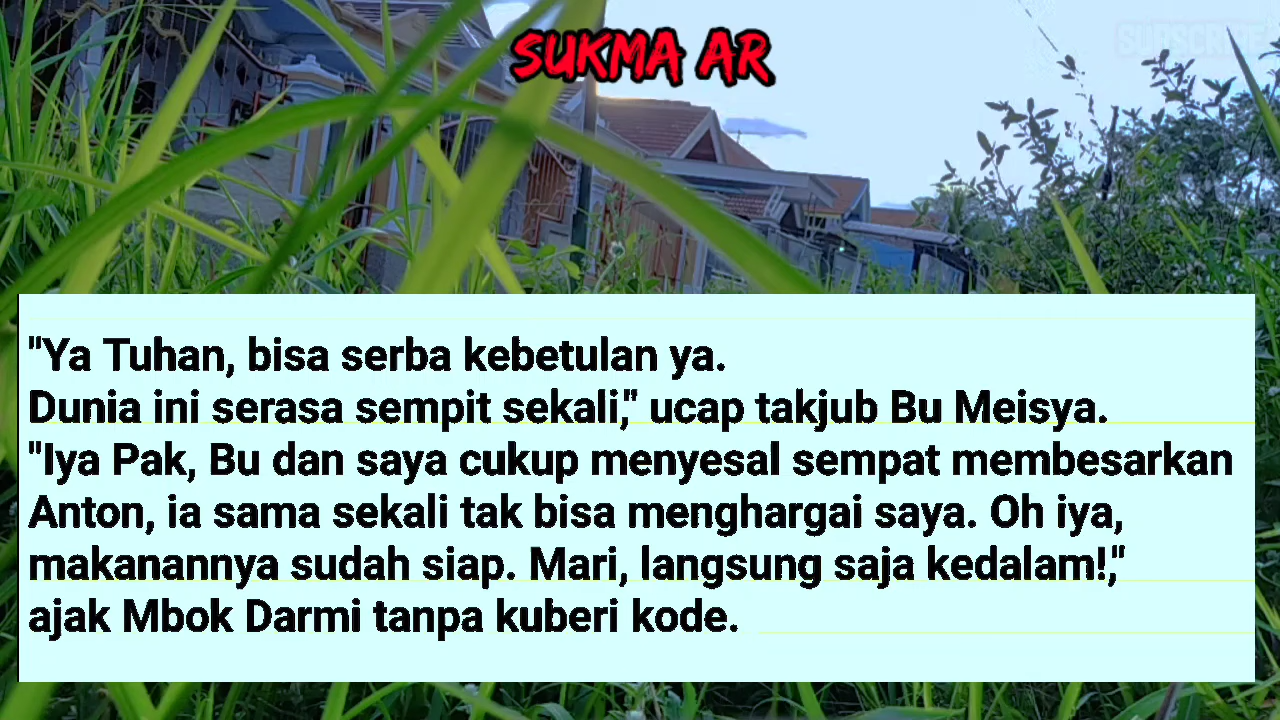 SUKMA AR
SUBSCRIBE
"Ya Tuhan, bisa serba kebetulan ya.
Dunia ini serasa sempit sekali," ucap takjub Bu Meisya.
"Iya Pak, Bu dan saya cukup menyesal sempat membesarkan
Anton, ia sama sekali tak bisa menghargai saya. Oh iya,
makanannya sudah siap. Mari, langsung saja kedalam!,"
ajak Mbok Darmi tanpa kuberi kode.